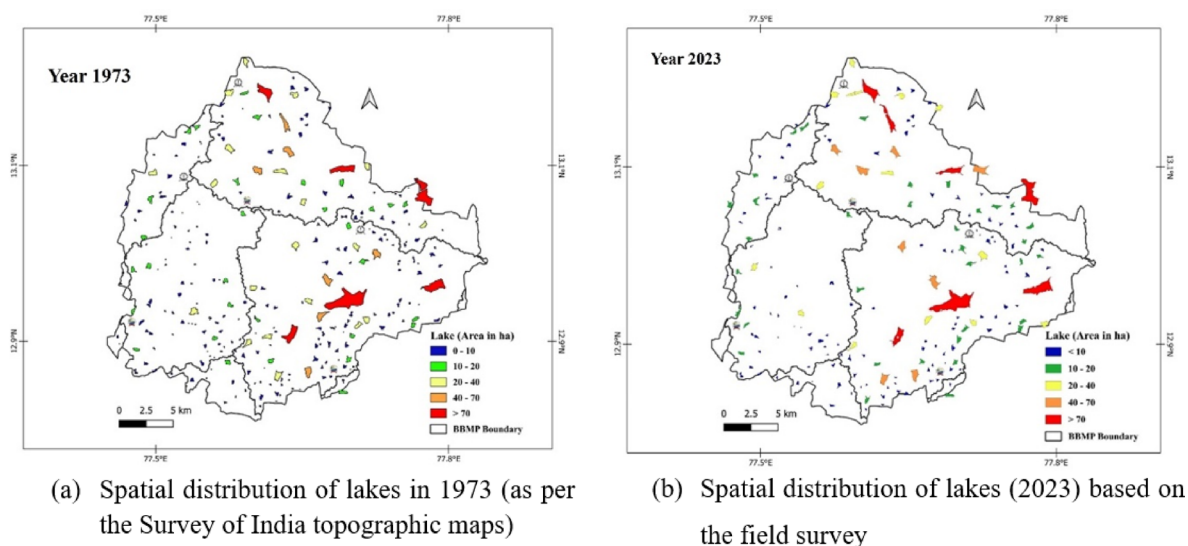 77.5°E
77.8°E
Year 1973
13.1°N
13.1°N
12.9°N
12.9°N
Lake (Area in ha)
0 - 10
10 - 20
20 - 40
40 - 70
> 70
BBMP Boundary
0 2.5 5 km
77.5°E
77.8°E
(a) Spatial distribution of lakes in 1973 (as per
the Survey of India topographic maps)
77.5°E
77.8°E
Year 2023
13.1°N
13.1°N
12.9°N
12.9°N
Lake (Area in ha)
< 10
10 - 20
20 - 40
40 - 70
> 70
BBMP Boundary
0 2.5 5 km
77.5°E
77.8°E
(b) Spatial distribution of lakes (2023) based on
the field survey